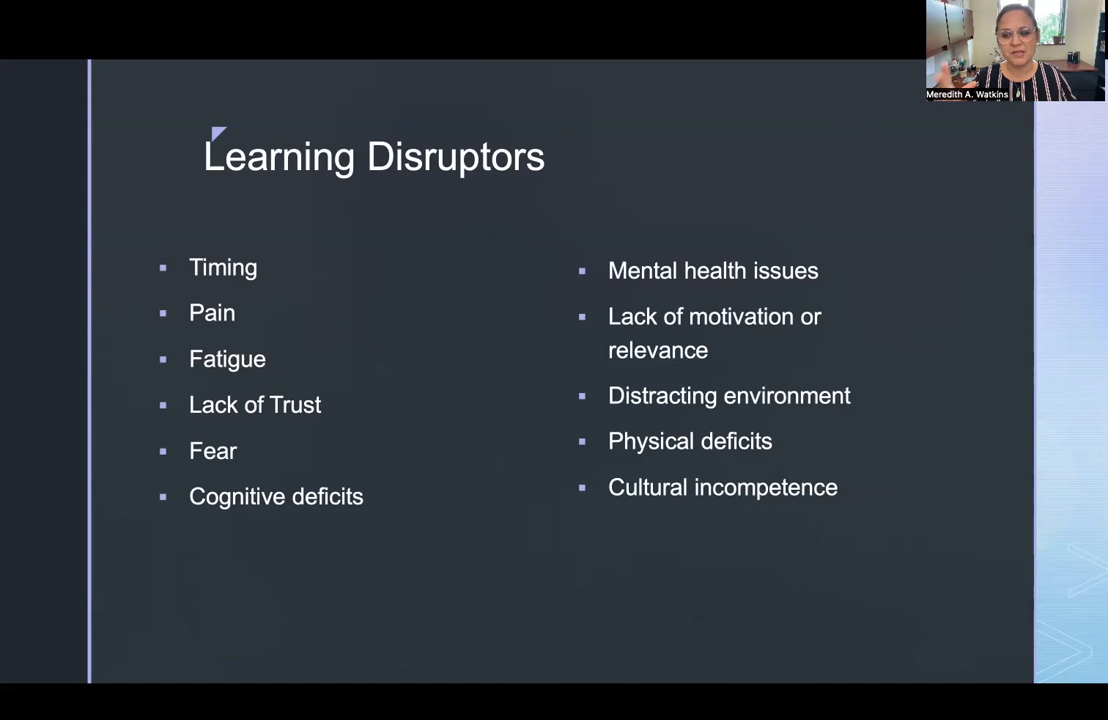 Meredith A. Watkins
Learning Disruptors
Timing
Pain
Fatigue
Lack of Trust
Fear
Cognitive deficits
Mental health issues
Lack of motivation or
relevance
Distracting environment
Physical deficits
Cultural incompetence